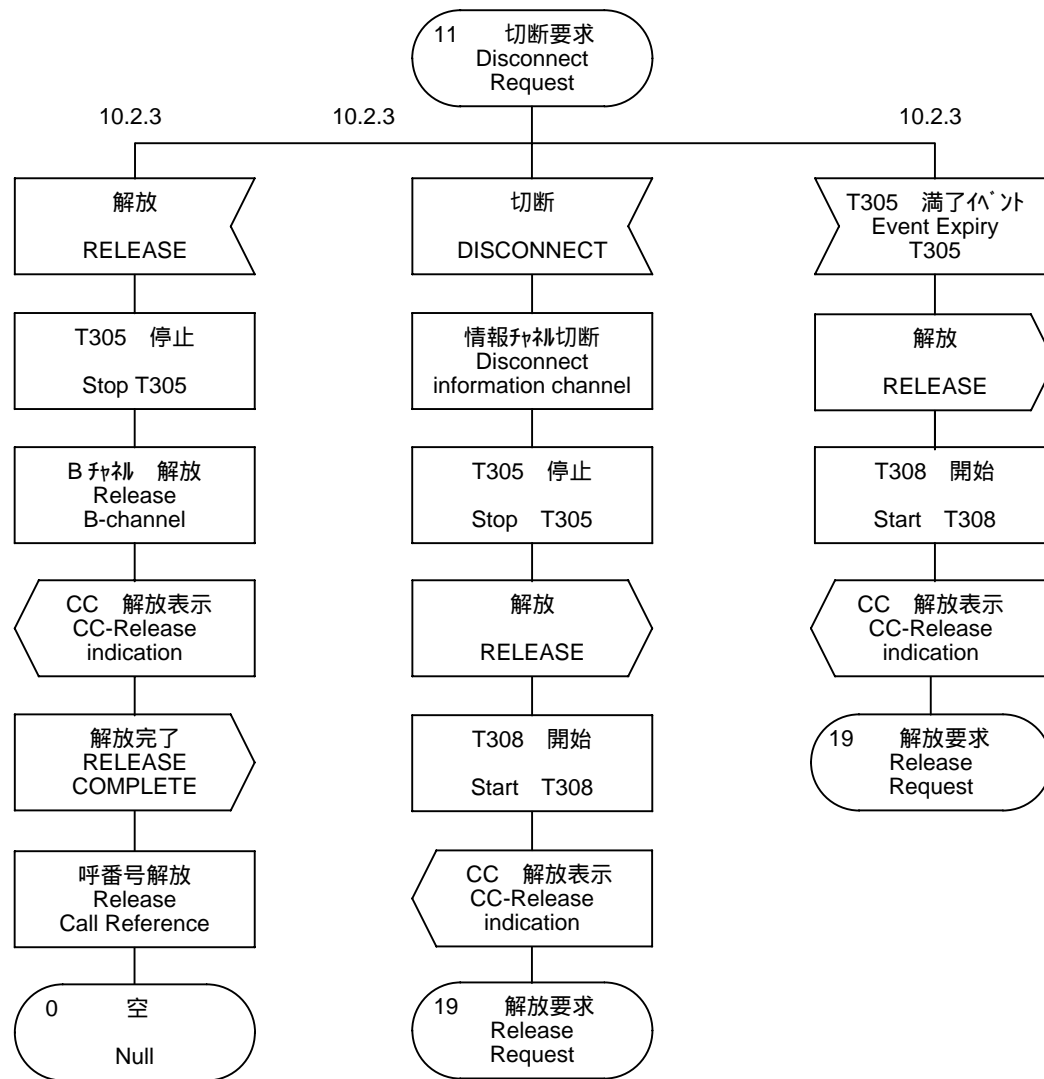 11 切断要求
Disconnect
Request
10.2.3 10.2.3 10.2.3
解放
RELEASE
T305 停止
Stop T305
B ﾁｬﾈﾙ 解放
Release
B-channel
CC 解放表示
CC-Release
indication
解放完了
RELEASE
COMPLETE
呼番号解放
Release
Call Reference
0 空
Null
切断
DISCONNECT
情報ﾁｬﾈﾙ切断
Disconnect
information channel
T305 停止
Stop T305
解放
RELEASE
T308 開始
Start T308
CC 解放表示
CC-Release
indication
19 解放要求
Release
Request
T305 満了ｲﾍﾞﾝﾄ
Event Expiry
T305
解放
RELEASE
T308 開始
Start T308
CC 解放表示
CC-Release
indication
19 解放要求
Release
Request